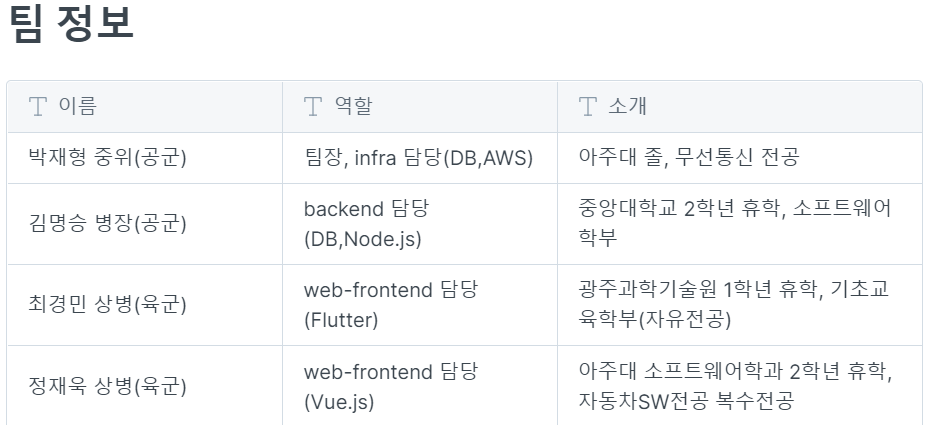 팀 정보
이름 역할 소개
박재형 중위(공군) 팀장, infra 담당(DB,AWS) 아주대 졸, 무선통신 전공
김명승 병장(공군) backend 담당
(DB,Node.js) 중앙대학교 2학년 휴학, 소프트웨어
학부
최경민 상병(육군) web-frontend 담당
(Flutter) 광주과학기술원 1학년 휴학, 기초교
육학부(자유전공)
정재욱 상병(육군) web-frontend 담당
(Vue.js) 아주대 소프트웨어학과 2학년 휴학,
자동차SW전공 복수전공